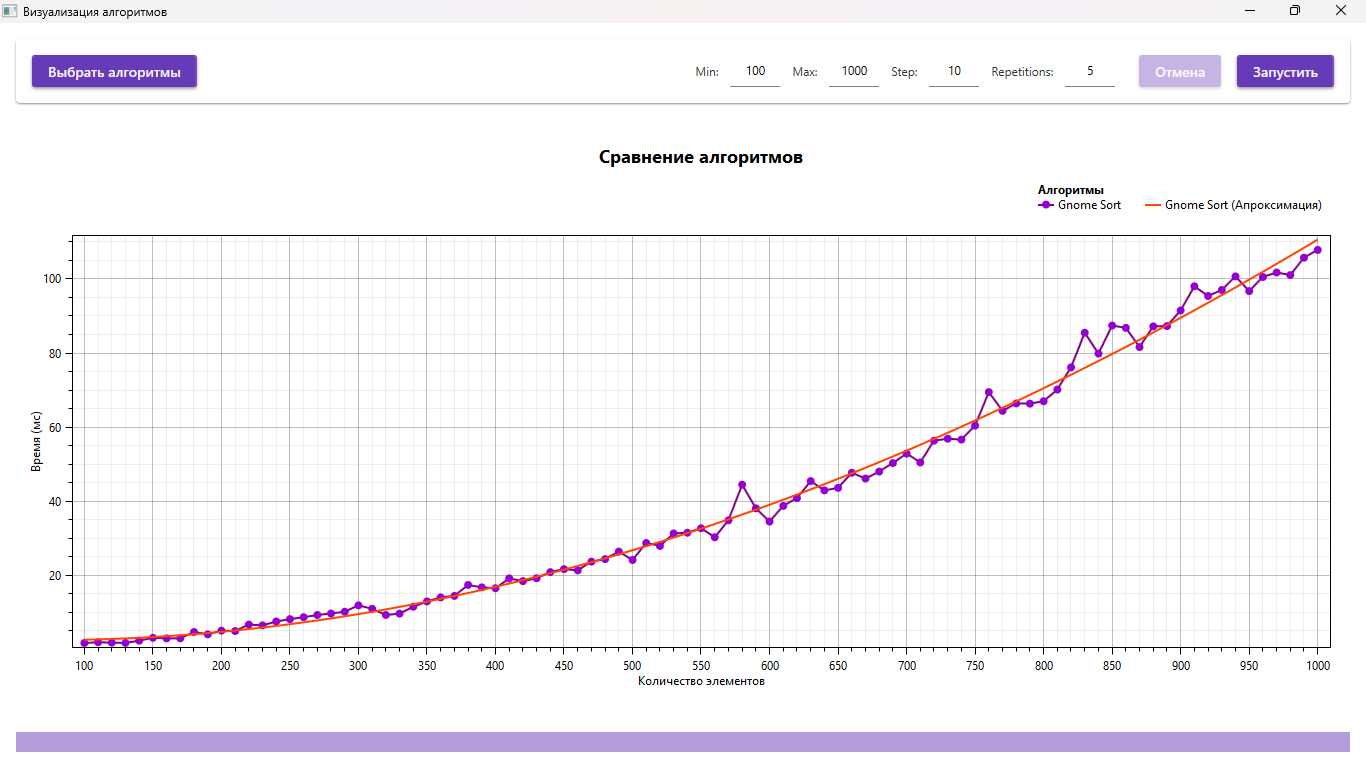 Визуализация алгоритмов
Выбрать алгоритмы Min: 100 Max: 1000 Step: 10 Repetitions: 5 Отмена Запустить
Сравнение алгоритмов
Алгоритмы
Gnome Sort Gnome Sort (Апроксимация)
100
80
60
40
20
Время (мс)
100 150 200 250 300 350 400 450 500 550 600 650 700 750 800 850 900 950 1000
Количество элементов